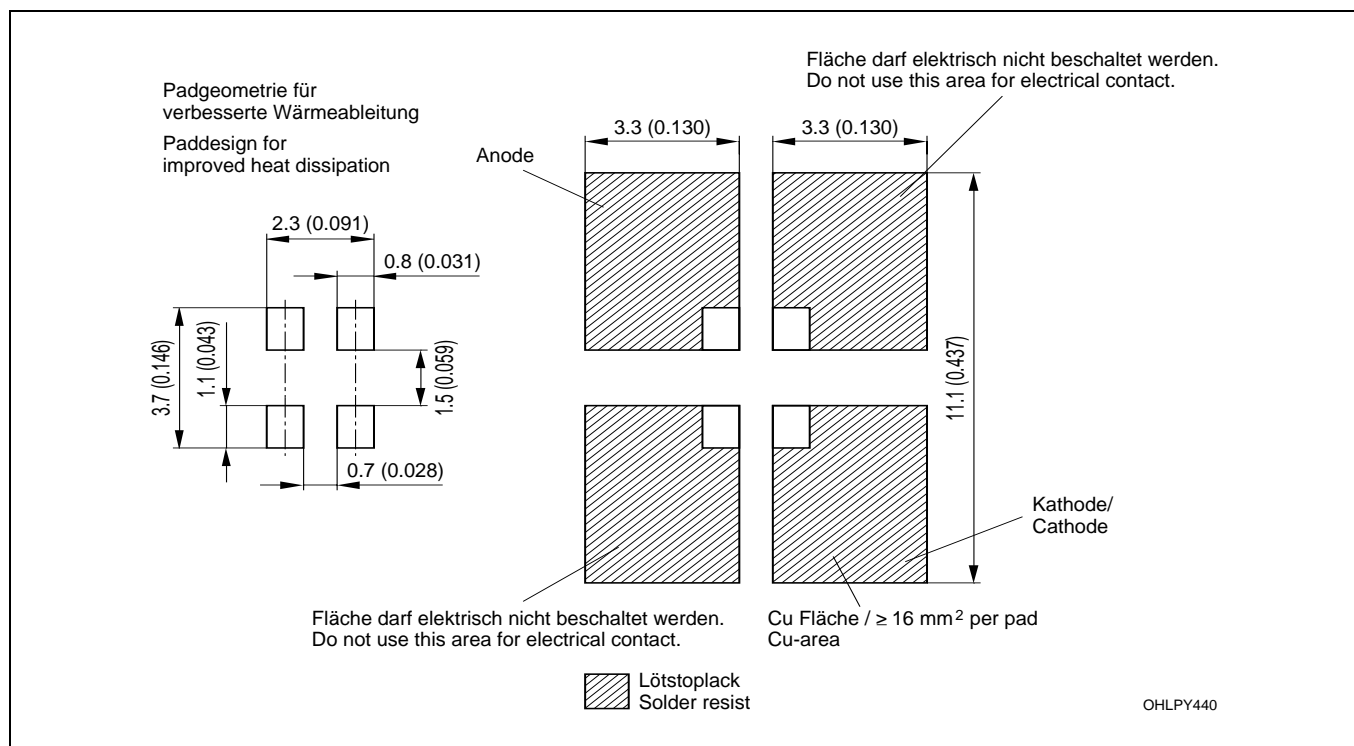 Padgeometrie für
verbesserte Wärmeableitung
Paddesign for
improved heat dissipation
Fläche darf elektrisch nicht beschaltet werden.
Do not use this area for electrical contact.
3.3 (0.130)
3.3 (0.130)
Anode
2.3 (0.091)
0.8 (0.031)
3.7 (0.146)
1.1 (0.043)
1.5 (0.059)
11.1 (0.437)
0.7 (0.028)
Kathode/
Cathode
Fläche darf elektrisch nicht beschaltet werden.
Do not use this area for electrical contact.
Cu Fläche / ≥ 16 mm² per pad
Cu-area
Lötstoplack
Solder resist
OHLPY440